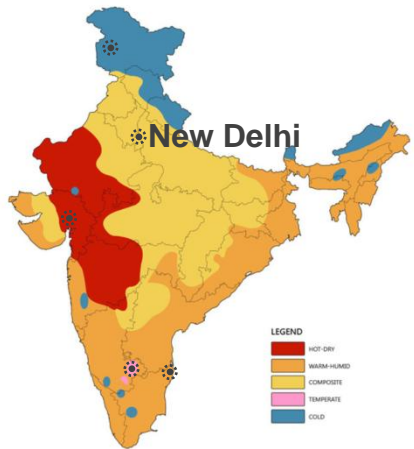 New Delhi
LEGEND
HOT-DRY
WARM-HUMID
COMPOSITE
TEMPERATE
COLD